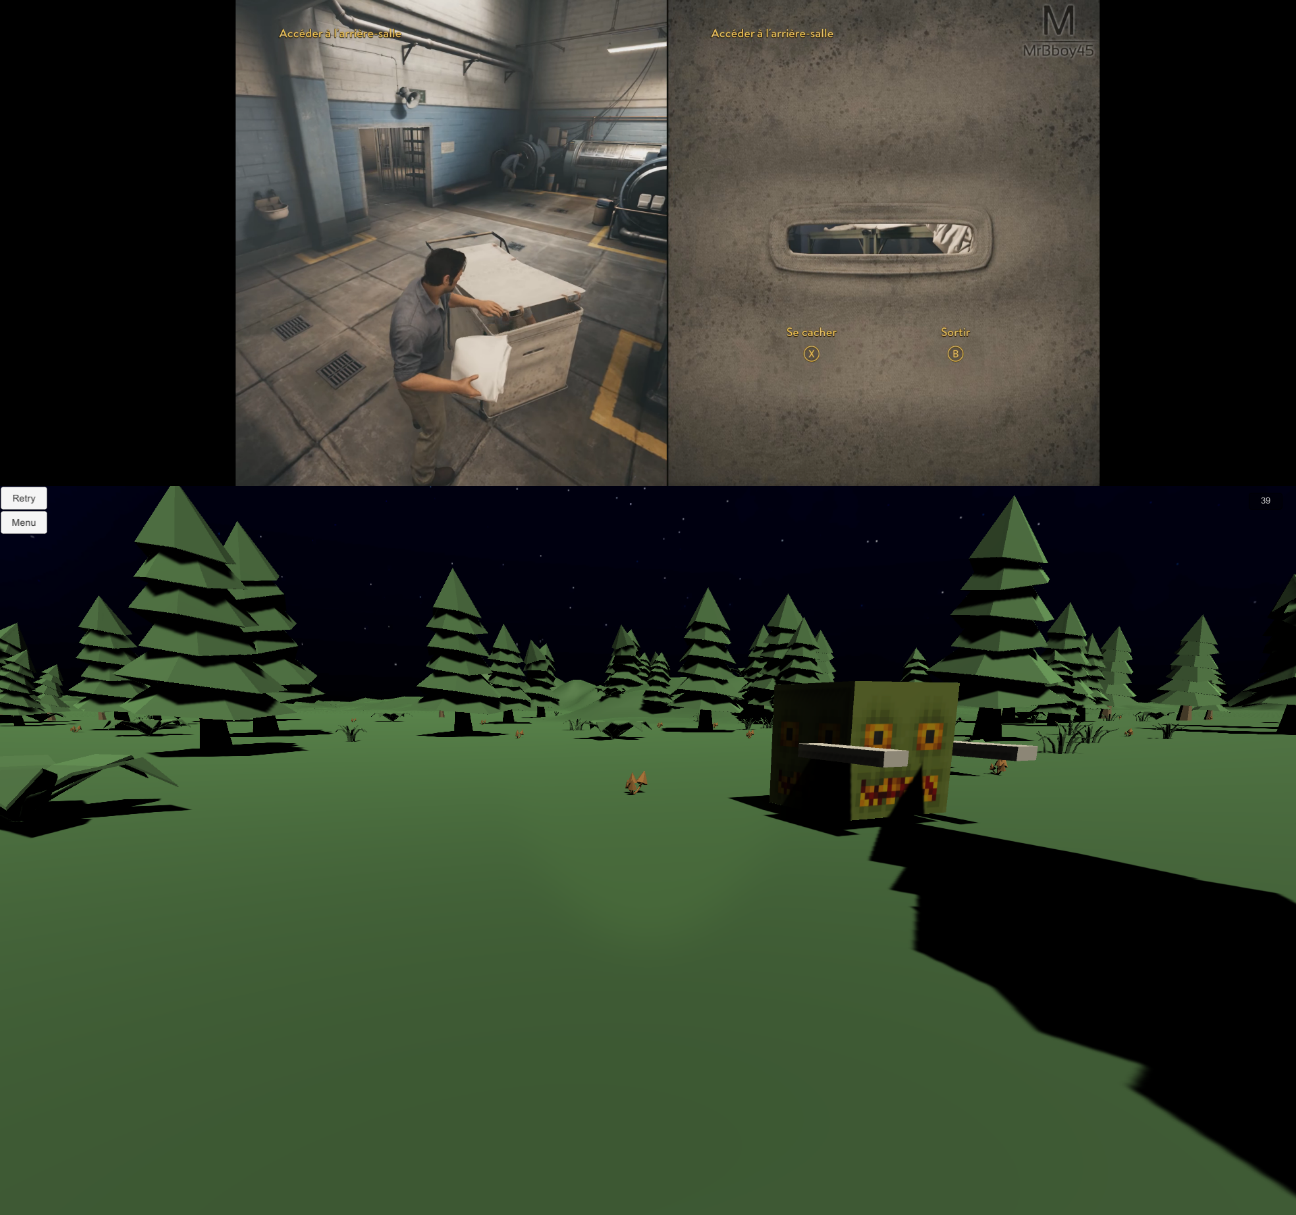 Accéder à l'arrière-salle
Accéder à l'arrière-salle
M
MrBboy45
Se cacher
Sortir
X
B
Retry
Menu
39